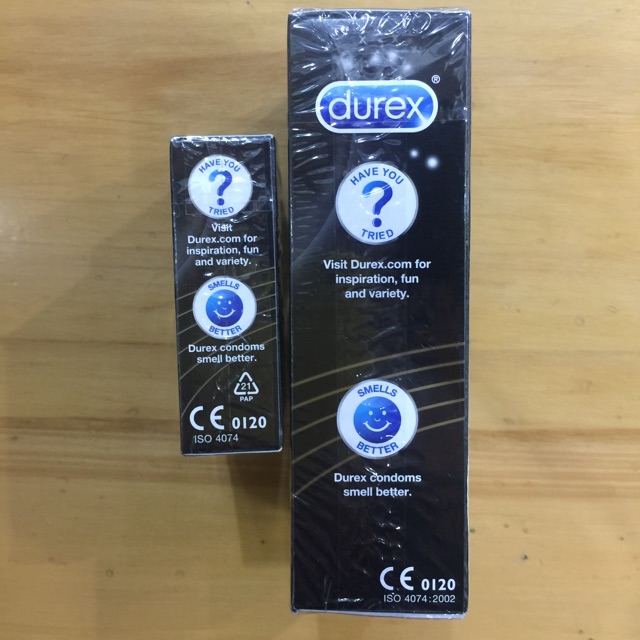 HAVE YOU
?
TRIED
Visit
Durex.com for
inspiration, fun
and variety.
SMELLS
BETTER
Durex condoms
smell better.
21
PAP
CE 0120
ISO 4074
durex®
HAVE YOU
?
TRIED
Visit Durex.com for
inspiration, fun
and variety.
SMELLS
BETTER
Durex condoms
smell better.
CE 0120
ISO 4074:2002